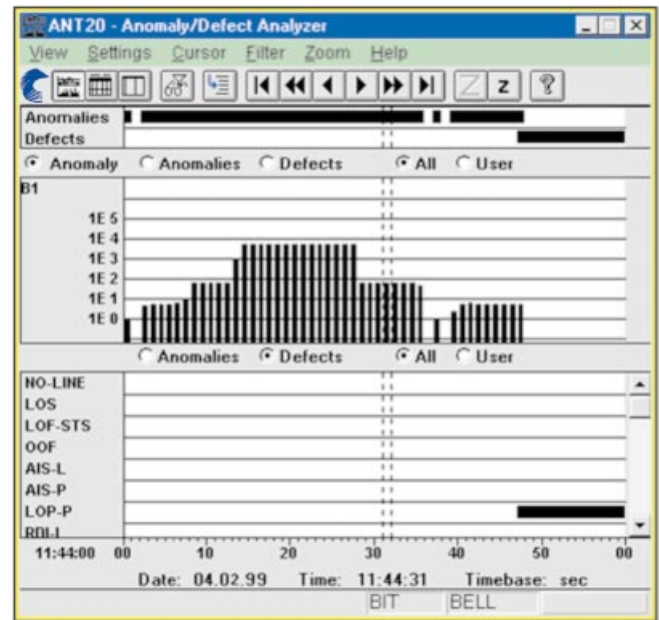 ANT20 - Anomaly/Defect Analyzer
View Settings Cursor Filter Zoom Help
Z z ?
Anomalies
Defects
Anomaly Anomalies Defects All User
B1
1E 5
1E 4
1E 3
1E 2
1E 1
1E 0
Anomalies Defects All User
NO-LINE
LOS
LOF-STS
OOF
AIS-L
AIS-P
LOP-P
RDI-L
11:44:00 00 10 20 30 40 50 00
Date: 04.02.99 Time: 11:44:31 Timebase: sec
BIT BELL